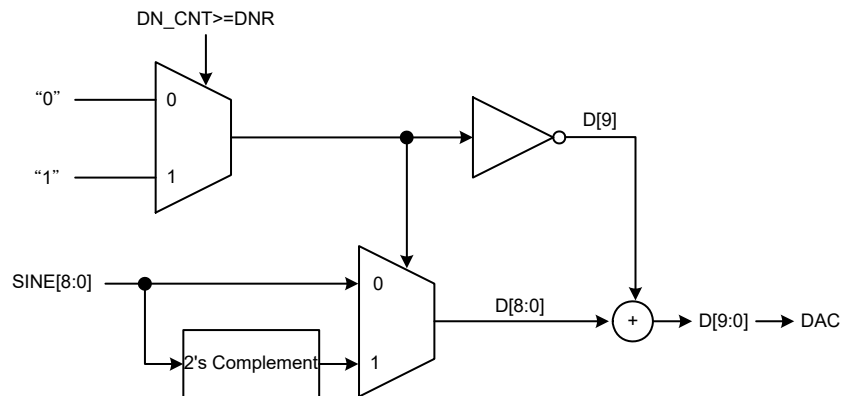 DN_CNT>=DNR
“0”
0
D[9]
“1”
1
SINE[8:0]
0
D[8:0]
+
D[9:0]
DAC
2's Complement
1